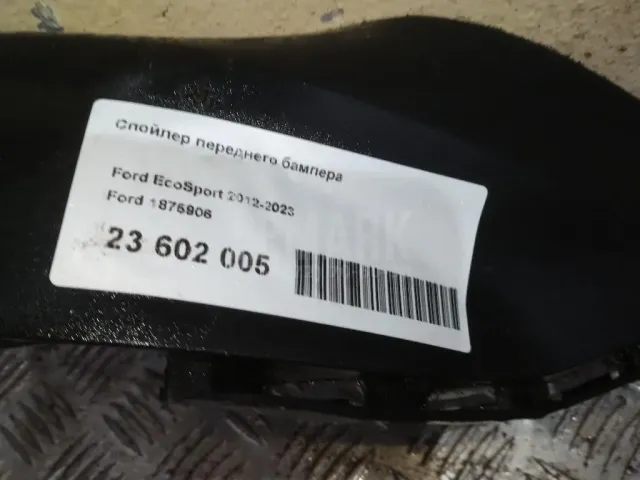 Спойлер переднего бампера
Ford EcoSport 2012-2023
Ford 1875906
23 602 005